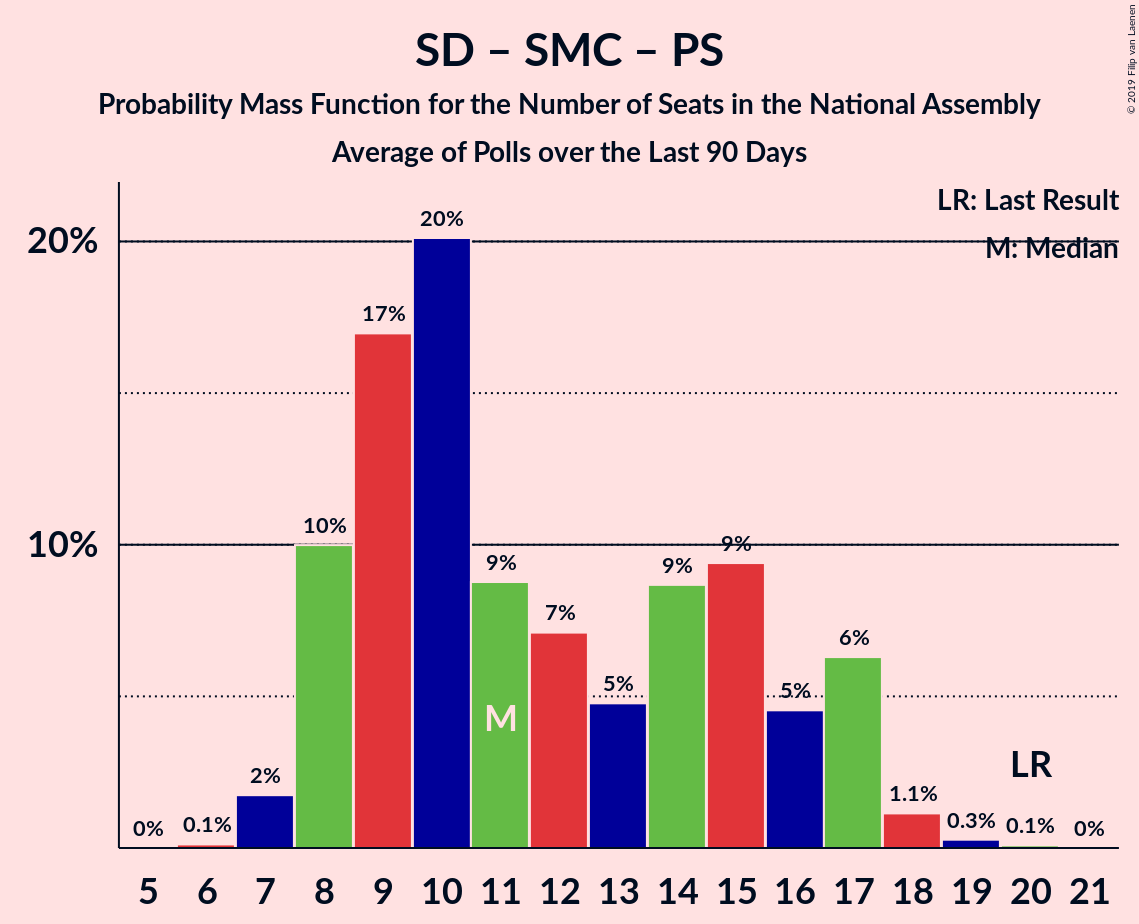 SD – SMC – PS
Probability Mass Function for the Number of Seats in the National Assembly
Average of Polls over the Last 90 Days
© 2019 Filip van Laenen
LR: Last Result
M: Median
20%
10%
0%
0.1%
2%
10%
17%
20%
9%
7%
5%
9%
9%
5%
6%
1.1%
0.3%
0.1%
0%
M
LR
5 6 7 8 9 10 11 12 13 14 15 16 17 18 19 20 21